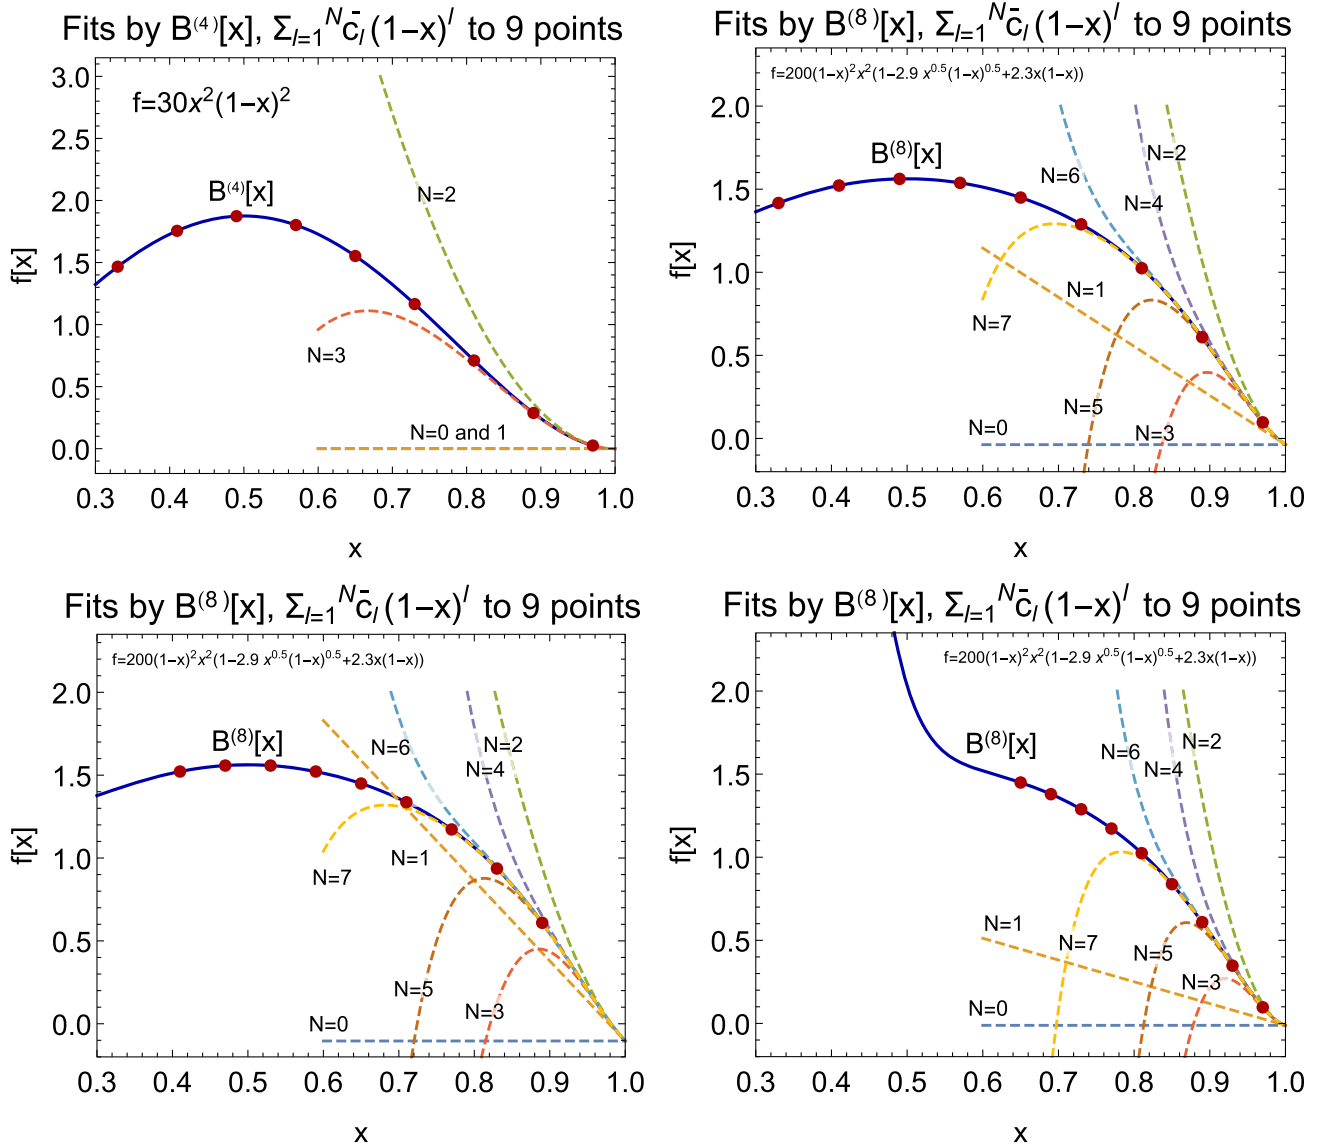 Fits by B⁽⁴⁾[x], Σₗ₌₁ᴺ c̄ₗ (1−x)ˡ to 9 points
f=30x²(1−x)²
3.0
2.5
2.0
1.5
1.0
0.5
0.0
f[x]
B⁽⁴⁾[x]
N=2
N=3
N=0 and 1
0.3 0.4 0.5 0.6 0.7 0.8 0.9 1.0
x
Fits by B⁽⁸⁾[x], Σₗ₌₁ᴺ c̄ₗ (1−x)ˡ to 9 points
f=200(1−x)²x²(1−2.9 x^0.5(1−x)^0.5+2.3x(1−x))
2.0
1.5
1.0
0.5
0.0
f[x]
B⁽⁸⁾[x]
N=2
N=6
N=4
N=1
N=7
N=5
N=3
N=0
0.3 0.4 0.5 0.6 0.7 0.8 0.9 1.0
x
Fits by B⁽⁸⁾[x], Σₗ₌₁ᴺ c̄ₗ (1−x)ˡ to 9 points
f=200(1−x)²x²(1−2.9 x^0.5(1−x)^0.5+2.3x(1−x))
2.0
1.5
1.0
0.5
0.0
f[x]
B⁽⁸⁾[x]
N=6
N=2
N=4
N=1
N=7
N=5
N=3
N=0
0.3 0.4 0.5 0.6 0.7 0.8 0.9 1.0
x
Fits by B⁽⁸⁾[x], Σₗ₌₁ᴺ c̄ₗ (1−x)ˡ to 9 points
f=200(1−x)²x²(1−2.9 x^0.5(1−x)^0.5+2.3x(1−x))
2.0
1.5
1.0
0.5
0.0
f[x]
B⁽⁸⁾[x]
N=2
N=6
N=4
N=1
N=7
N=5
N=3
N=0
0.3 0.4 0.5 0.6 0.7 0.8 0.9 1.0
x